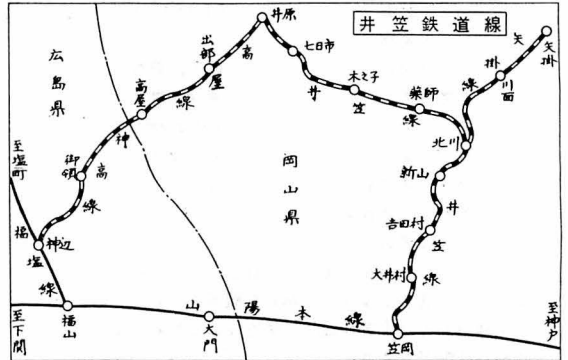 井笠鉄道線
井原
七日市
木之子
薬師
北川
川面
矢掛
矢掛線
出部
高屋
高屋線
御領
神辺
神高線
広島県
岡山県
新山
吉田村
大井村
笠岡
井笠線
井笠線
至塩町
福塩線
福山
大門
山陽本線
至下関
至神戸